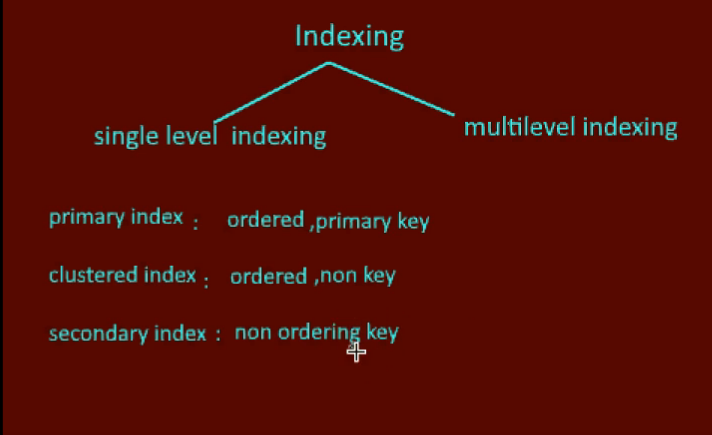 Indexing
single level indexing
multilevel indexing
primary index : ordered ,primary key
clustered index : ordered ,non key
secondary index : non ordering key